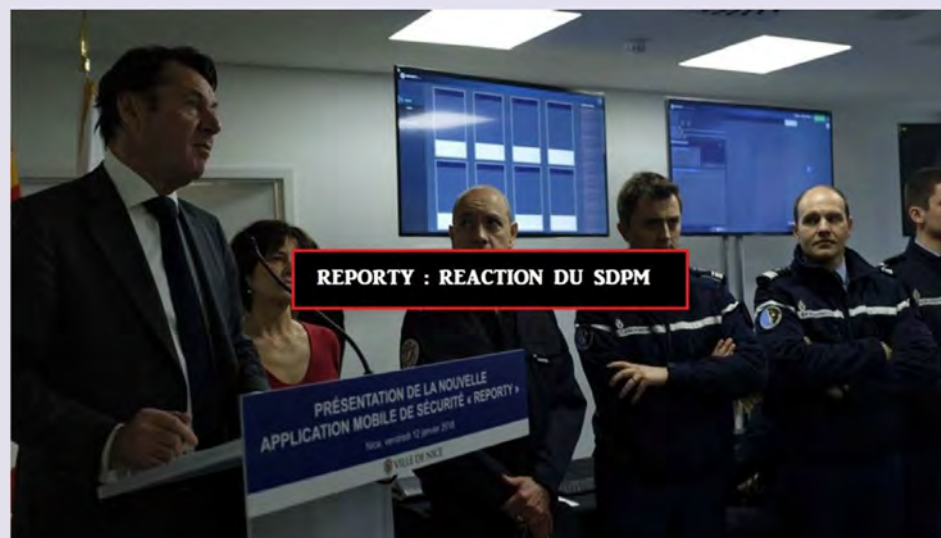 REPORTY : REACTION DU SDPM
PRÉSENTATION DE LA NOUVELLE
APPLICATION MOBILE DE SÉCURITÉ « REPORTY »
Nice, vendredi 12 janvier 2018
VILLE DE NICE